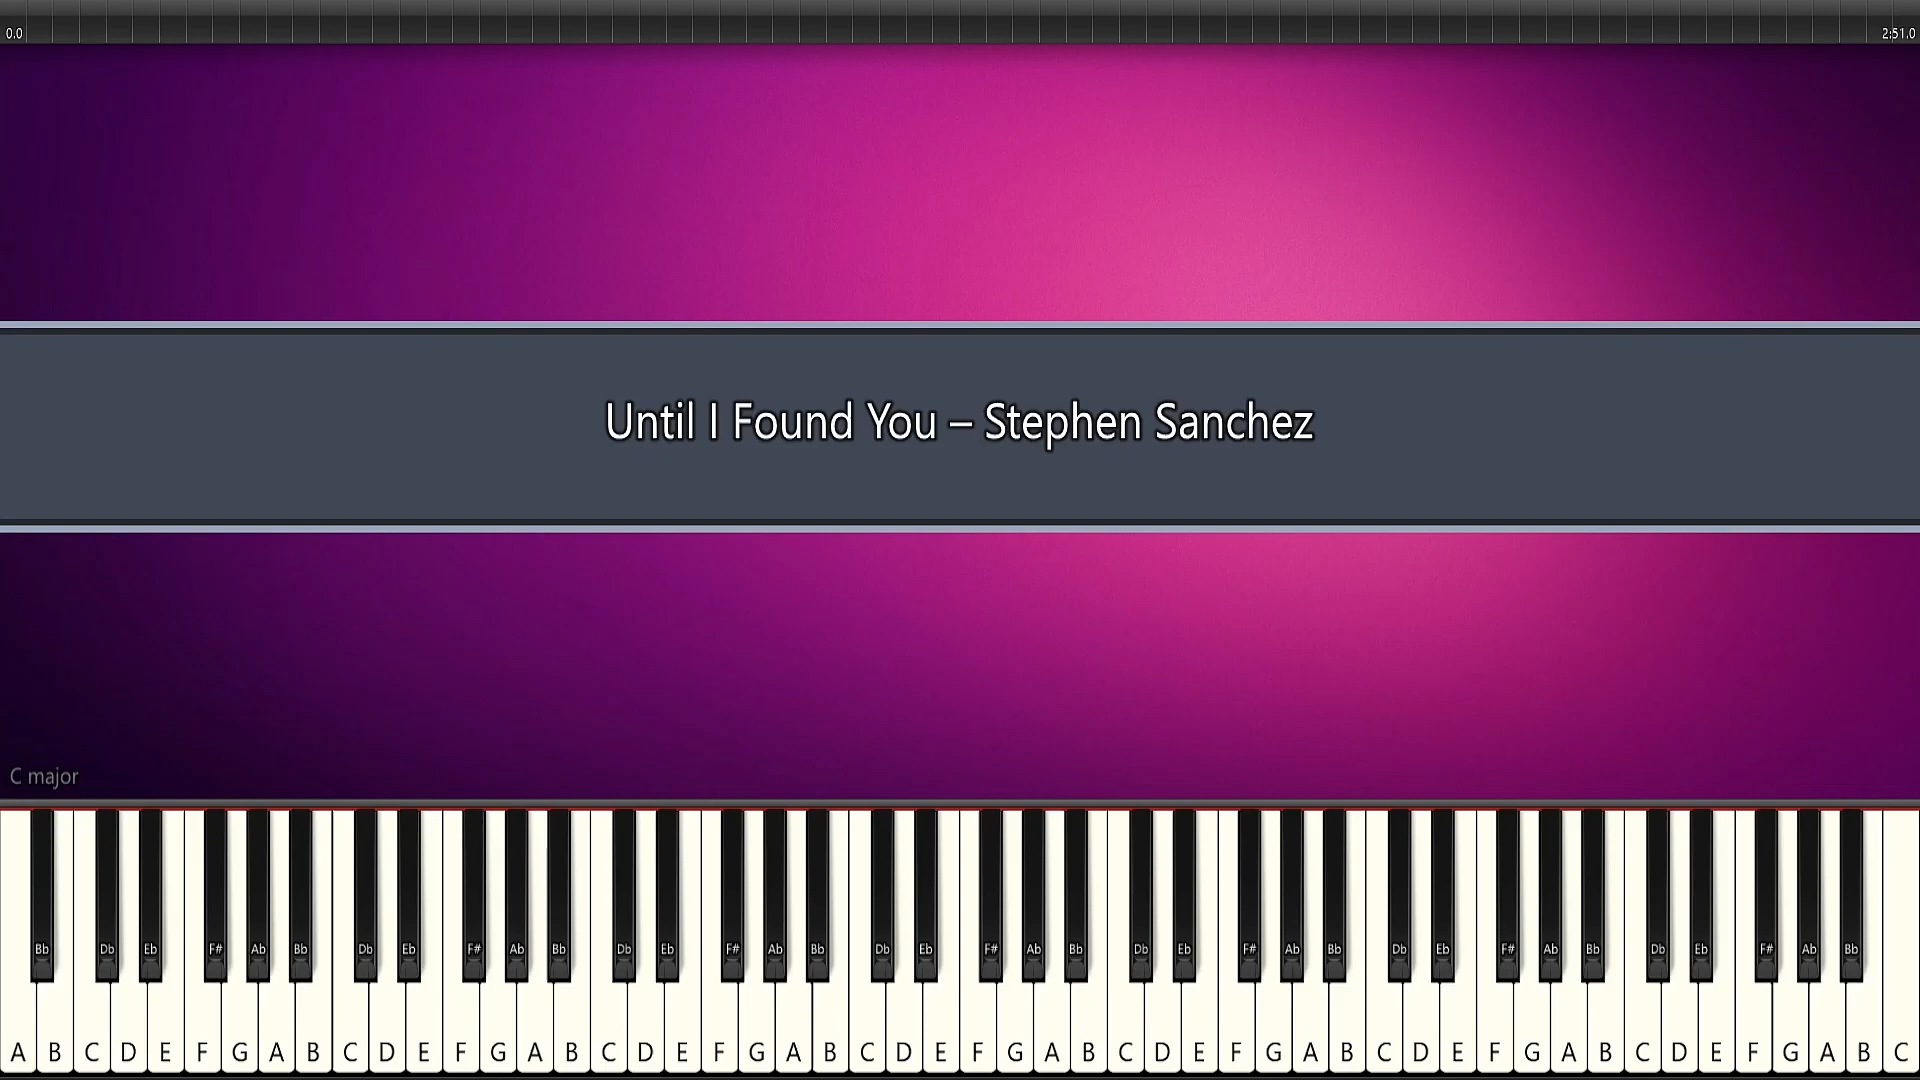 0.0 2:51.0
Until I Found You – Stephen Sanchez
C major
Bb Db Eb F# Ab Bb Db Eb F# Ab Bb Db Eb F# Ab Bb Db Eb F# Ab Bb Db Eb F# Ab Bb Db Eb F# Ab Bb Db Eb F# Ab Bb
A B C D E F G A B C D E F G A B C D E F G A B C D E F G A B C D E F G A B C D E F G A B C D E F G A B C